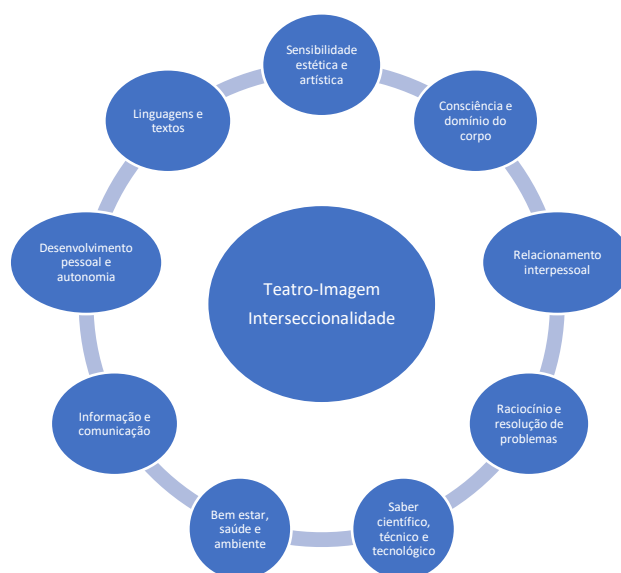 Sensibilidade
estética e
artística
Consciência e
domínio do
corpo
Relacionamento
interpessoal
Raciocínio e
resolução de
problemas
Saber
científico,
técnico e
tecnológico
Bem estar,
saúde e
ambiente
Informação e
comunicação
Desenvolvimento
pessoal e
autonomia
Linguagens e
textos
Teatro-Imagem
Interseccionalidade